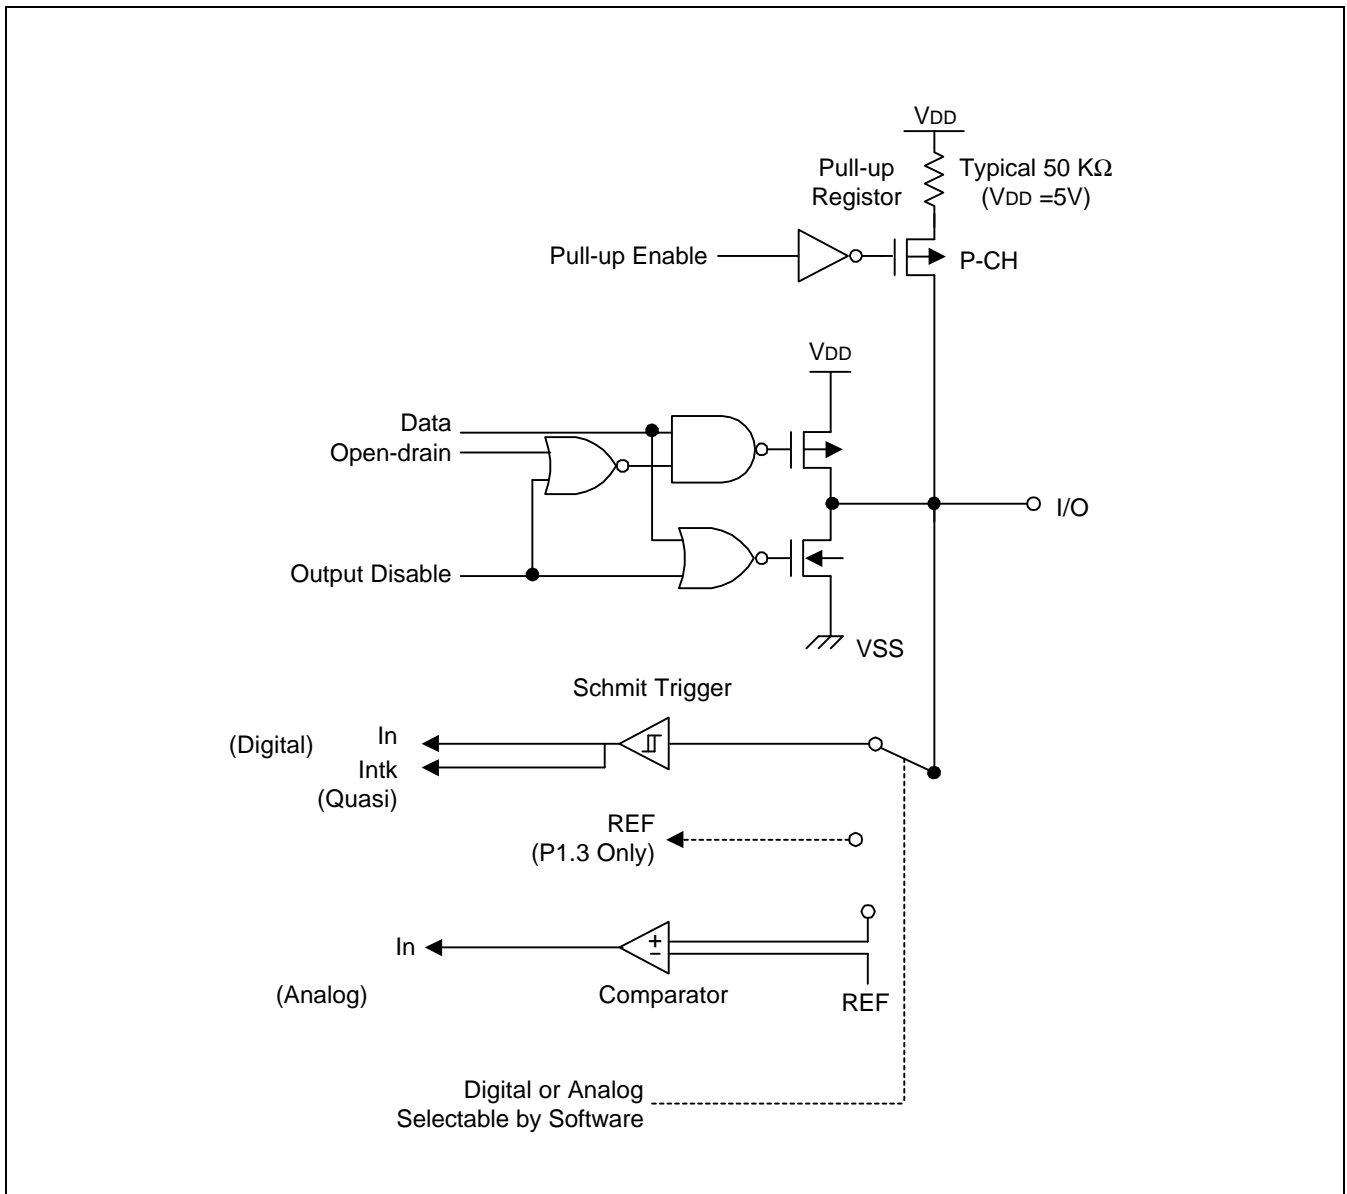 VDD
Pull-up
Registor
Typical 50 KΩ
(VDD =5V)
Pull-up Enable
P-CH
VDD
Data
Open-drain
I/O
Output Disable
VSS
Schmit Trigger
(Digital)
In
Intk
(Quasi)
REF
(P1.3 Only)
In
+
−
(Analog)
Comparator
REF
Digital or Analog
Selectable by Software